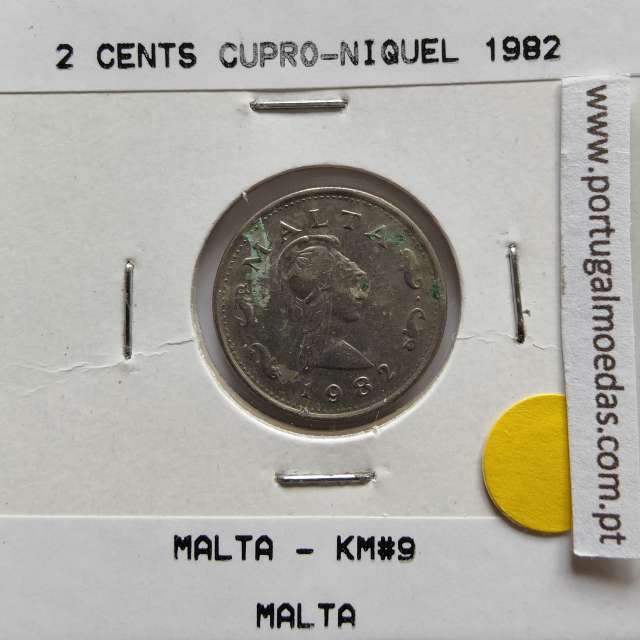 2 CENTS CUPRO-NIQUEL 1982
www.portugalmoedas.com.pt
MALTA
1982
MALTA - KM#9
MALTA